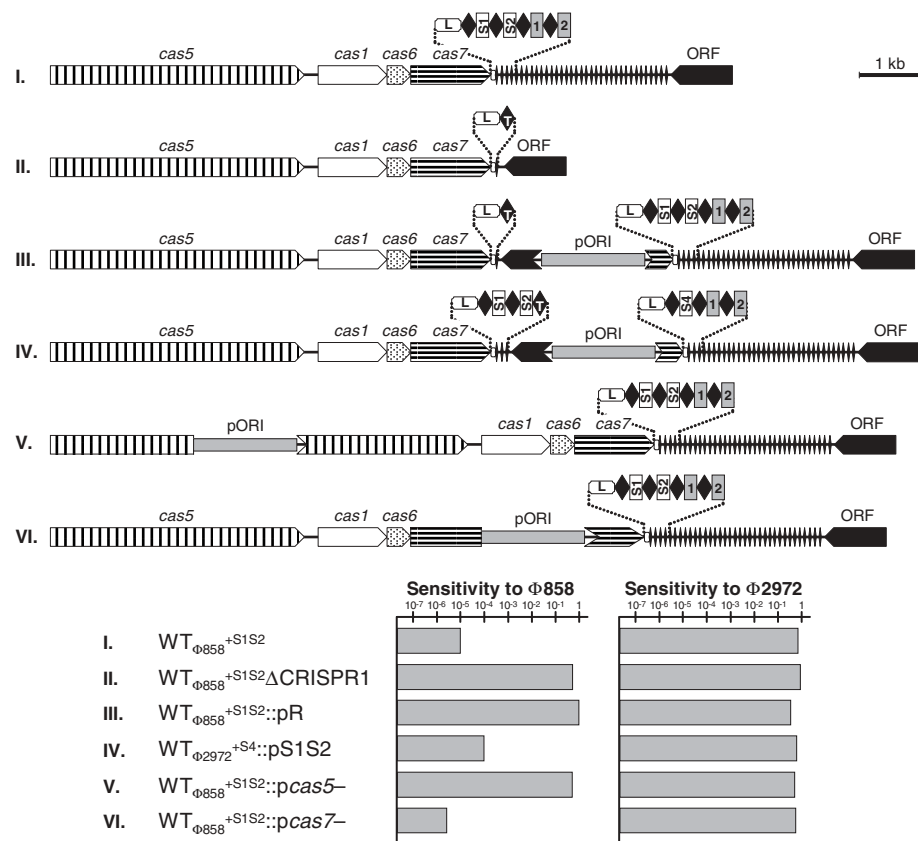 L S1 S2 1 2
cas5 cas1 cas6 cas7 ORF
I. 1 kb
L T
cas5 cas1 cas6 cas7 ORF
II.
L T L S1 S2 1 2
cas5 cas1 cas6 cas7 pORI ORF
III.
L S1 S2 T L S4 1 2
cas5 cas1 cas6 cas7 pORI ORF
IV.
L S1 S2 1 2
pORI cas5 cas1 cas6 cas7 ORF
V.
L S1 S2 1 2
cas5 cas1 cas6 pORI ORF
VI.
Sensitivity to Φ858 Sensitivity to Φ2972
10-7 10-6 10-5 10-4 10-3 10-2 10-1 1 10-7 10-6 10-5 10-4 10-3 10-2 10-1 1
I. WTΦ858+S1S2
II. WTΦ858+S1S2ΔCRISPR1
III. WTΦ858+S1S2::pR
IV. WTΦ2972+S4::pS1S2
V. WTΦ858+S1S2::pcas5–
VI. WTΦ858+S1S2::pcas7–